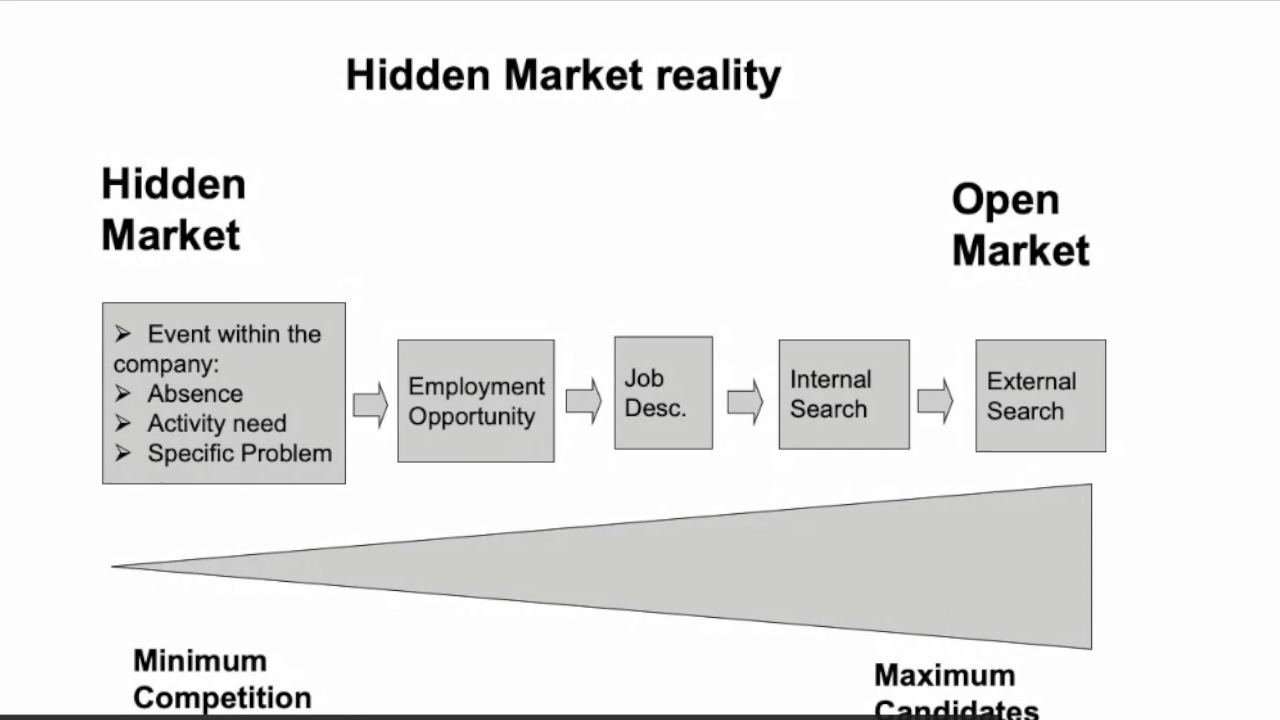 Hidden Market reality
Hidden
Market
Open
Market
➢ Event within the
company:
➢ Absence
➢ Activity need
➢ Specific Problem
Employment
Opportunity
Job
Desc.
Internal
Search
External
Search
Minimum
Competition
Maximum
Candidates